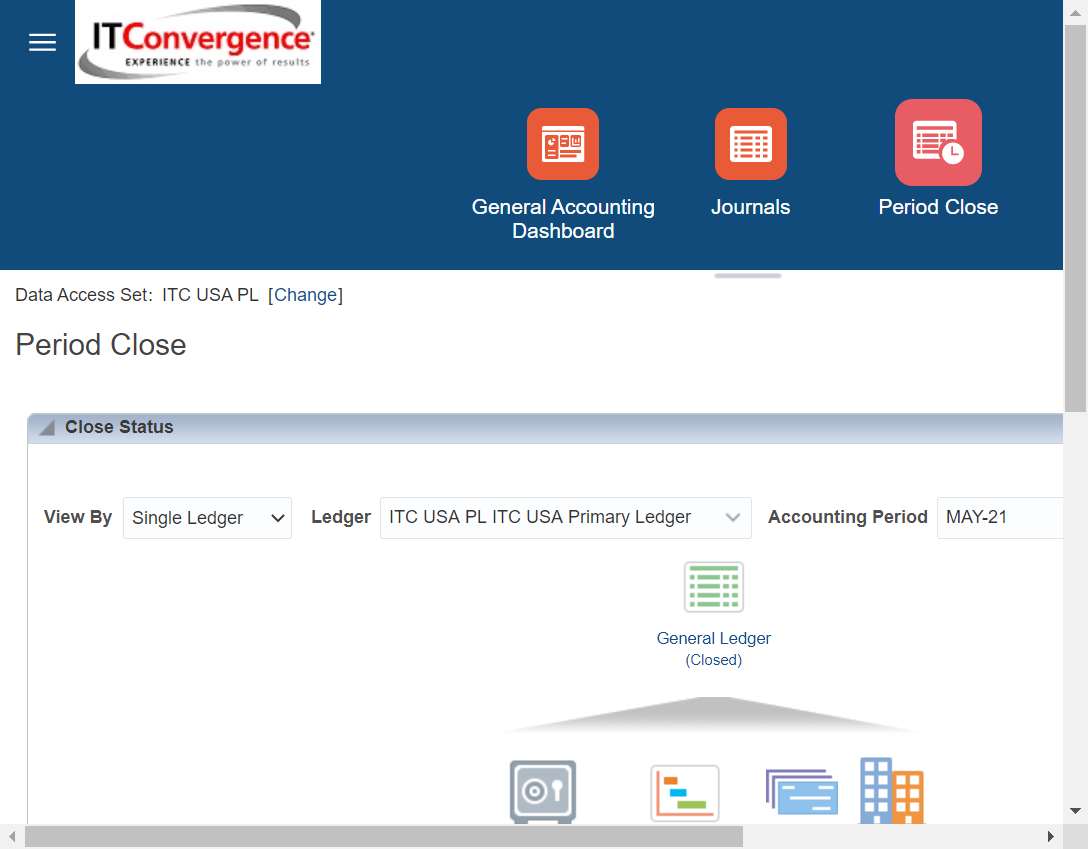 ITConvergence
EXPERIENCE the power of results
General Accounting
Dashboard
Journals
Period Close
Data Access Set: ITC USA PL [Change]
Period Close
Close Status
View By Single Ledger Ledger ITC USA PL ITC USA Primary Ledger Accounting Period MAY-21
General Ledger
(Closed)